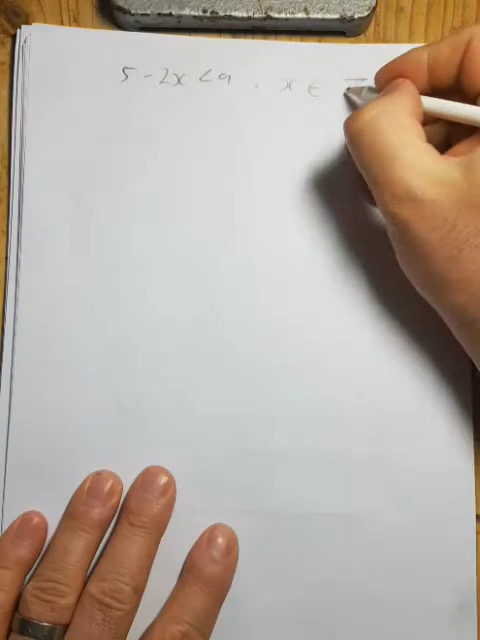 5 - 2x < 9 , x ∈